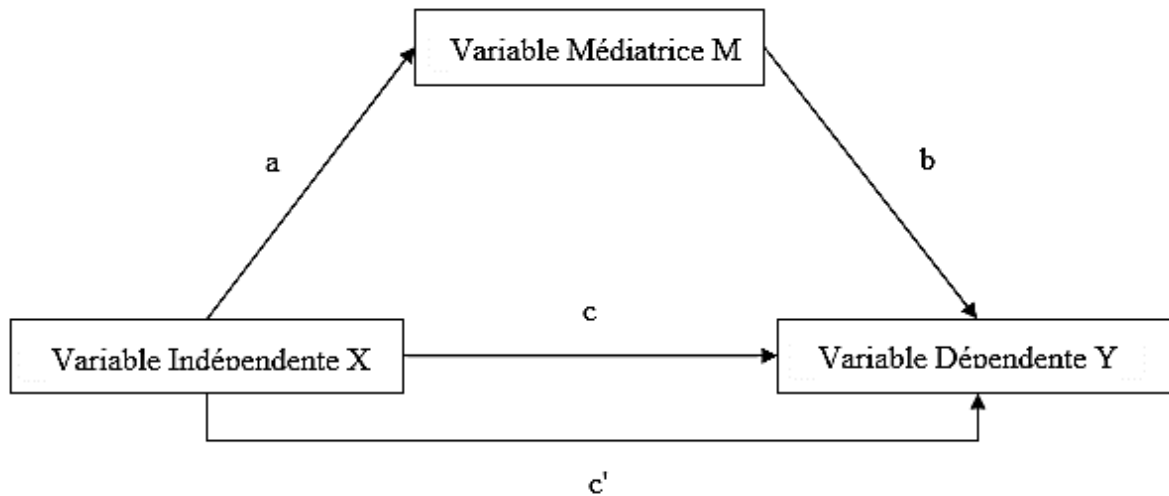 Variable Médiatrice M
a
b
c
Variable Indépendente X
Variable Dépendente Y
c'